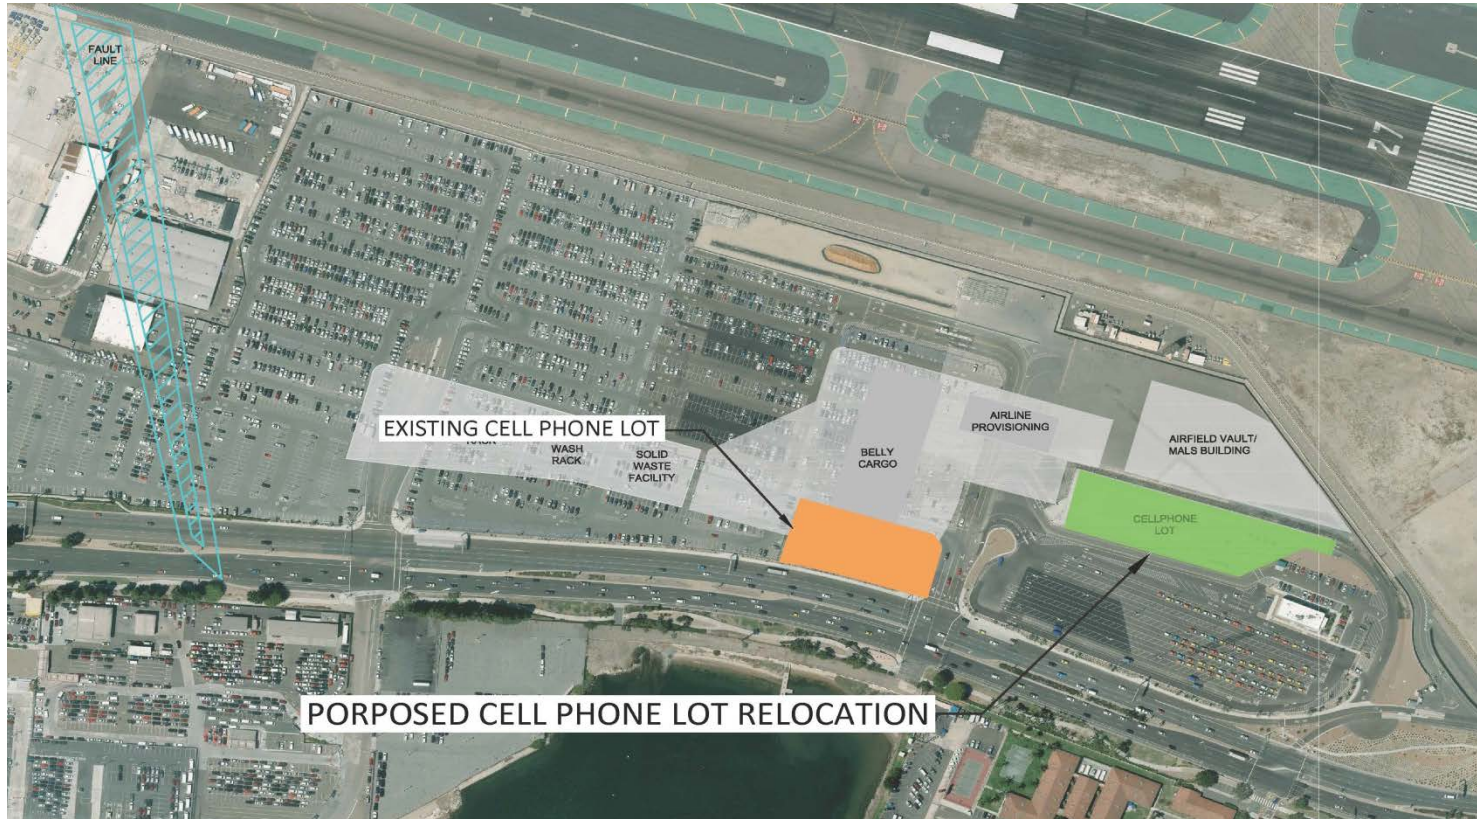 FAULT
LINE
27
EXISTING CELL PHONE LOT
WASH
RACK
SOLID
WASTE
FACILITY
BELLY
CARGO
AIRLINE
PROVISIONING
AIRFIELD VAULT/
MALS BUILDING
CELLPHONE
LOT
PORPOSED CELL PHONE LOT RELOCATION